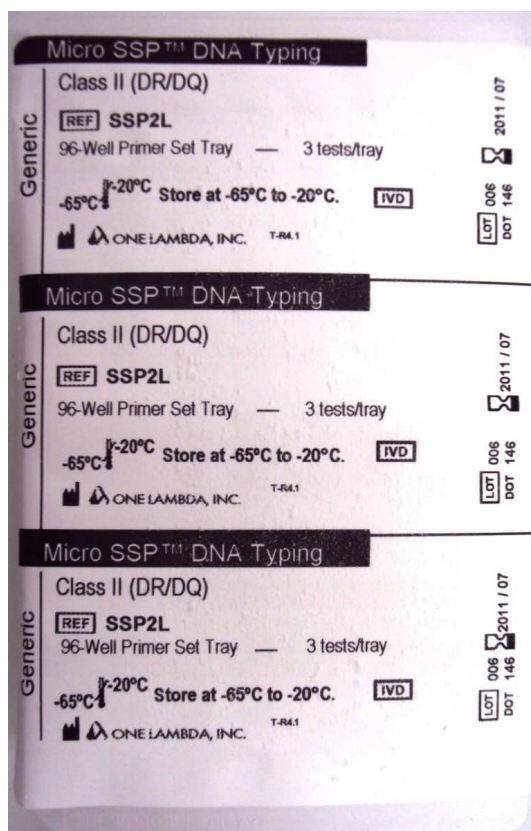 Micro SSP™ DNA Typing
Generic
Class II (DR/DQ)
REF SSP2L
96-Well Primer Set Tray — 3 tests/tray
-65°C -20°C Store at -65°C to -20°C. IVD
ONE LAMBDA, INC. T-R4.1
2011 / 07
LOT 006
DOT 146
Micro SSP™ DNA Typing
Generic
Class II (DR/DQ)
REF SSP2L
96-Well Primer Set Tray — 3 tests/tray
-65°C -20°C Store at -65°C to -20°C. IVD
ONE LAMBDA, INC. T-R4.1
2011 / 07
LOT 006
DOT 146
Micro SSP™ DNA Typing
Generic
Class II (DR/DQ)
REF SSP2L
96-Well Primer Set Tray — 3 tests/tray
-65°C -20°C Store at -65°C to -20°C. IVD
ONE LAMBDA, INC. T-R4.1
2011 / 07
LOT 006
DOT 146